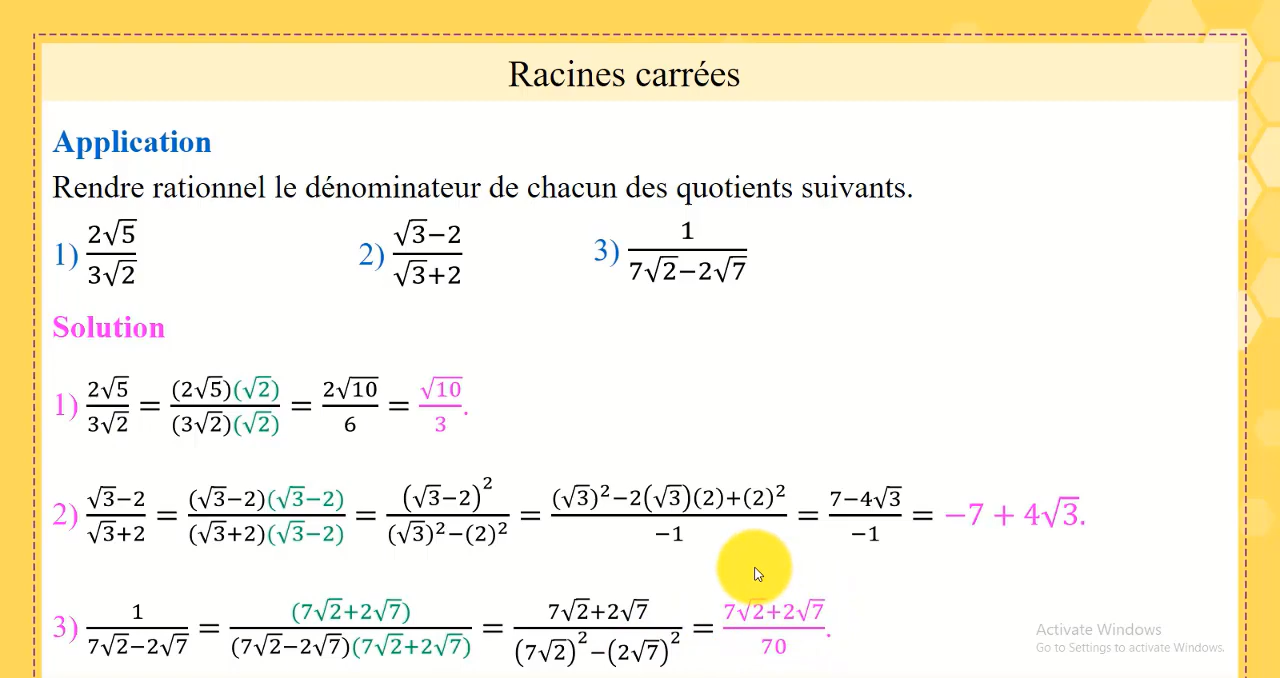 Racines carrées
Application
Rendre rationnel le dénominateur de chacun des quotients suivants.
1) 2√5/3√2 2) (√3−2)/(√3+2) 3) 1/(7√2−2√7)
Solution
1) 2√5/3√2 = (2√5)(√2)/(3√2)(√2) = 2√10/6 = √10/3.
2) (√3−2)/(√3+2) = (√3−2)(√3−2)/(√3+2)(√3−2) = (√3−2)²/((√3)²−(2)²) = ((√3)²−2(√3)(2)+(2)²)/−1 = (7−4√3)/−1 = −7 + 4√3.
3) 1/(7√2−2√7) = (7√2+2√7)/(7√2−2√7)(7√2+2√7) = (7√2+2√7)/((7√2)²−(2√7)²) = (7√2+2√7)/70.
Activate Windows
Go to Settings to activate Windows.